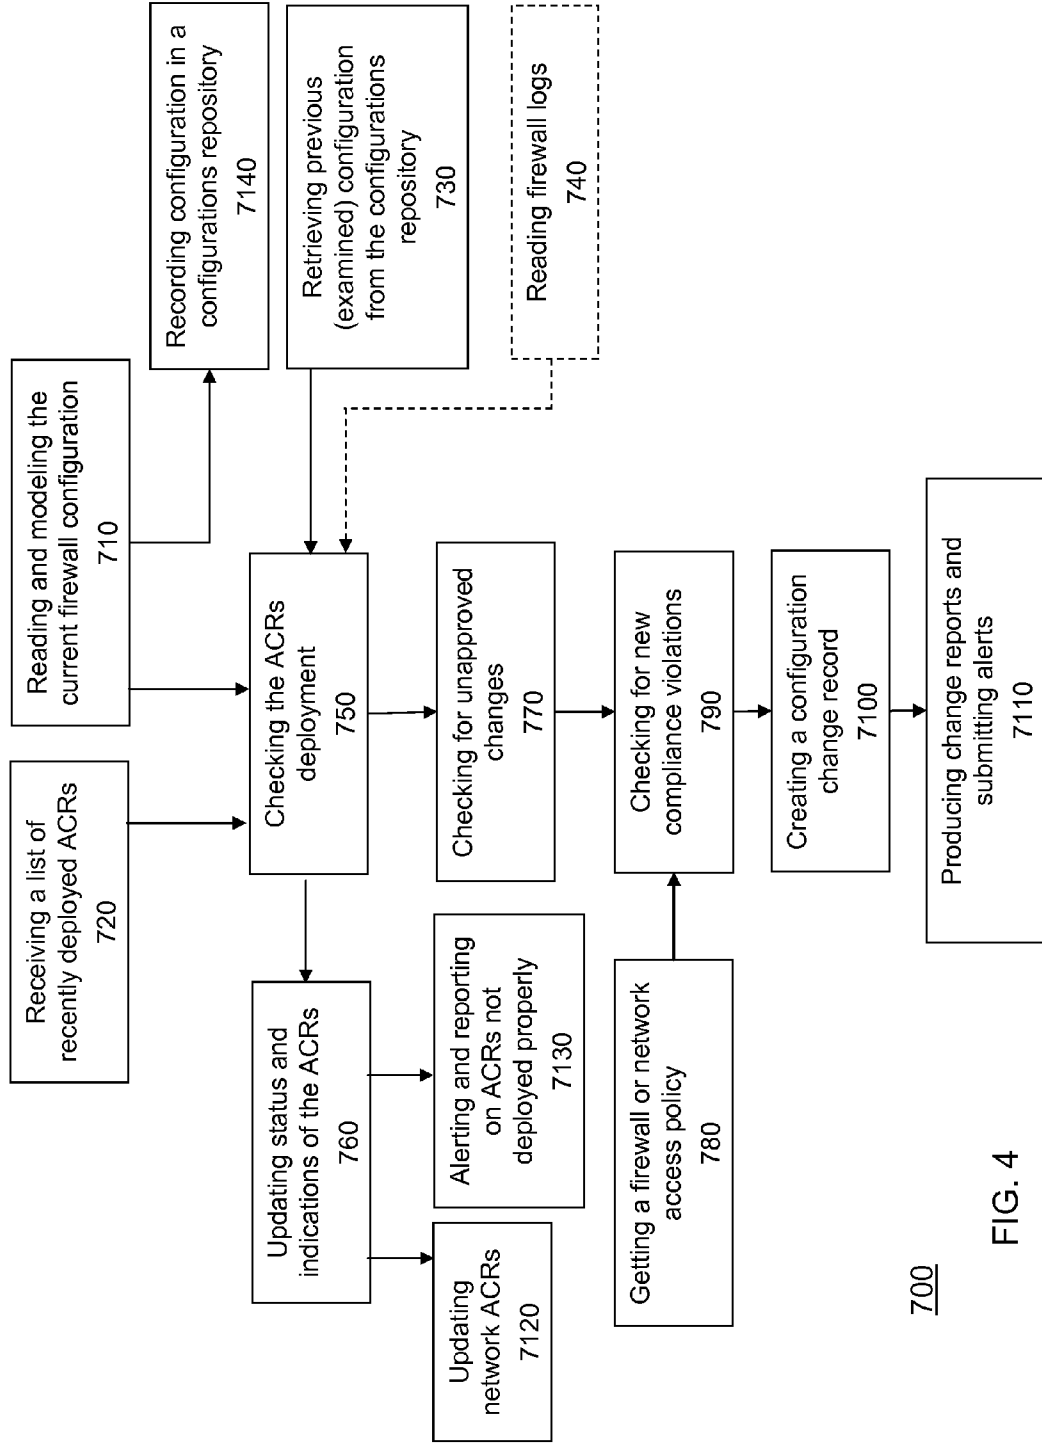 Receiving a list of
recently deployed ACRs
720
Reading and modeling the
current firewall configuration
710
Recording configuration in a
configurations repository
7140
Retrieving previous
(examined) configuration
from the configurations
repository
730
Reading firewall logs
740
Checking the ACRs
deployment
750
Updating status and
indications of the ACRs
760
Updating
network ACRs
7120
Alerting and reporting
on ACRs not
deployed properly
7130
Checking for unapproved
changes
770
Getting a firewall or network
access policy
780
Checking for new
compliance violations
790
Creating a configuration
change record
7100
Producing change reports and
submitting alerts
7110
700
FIG. 4